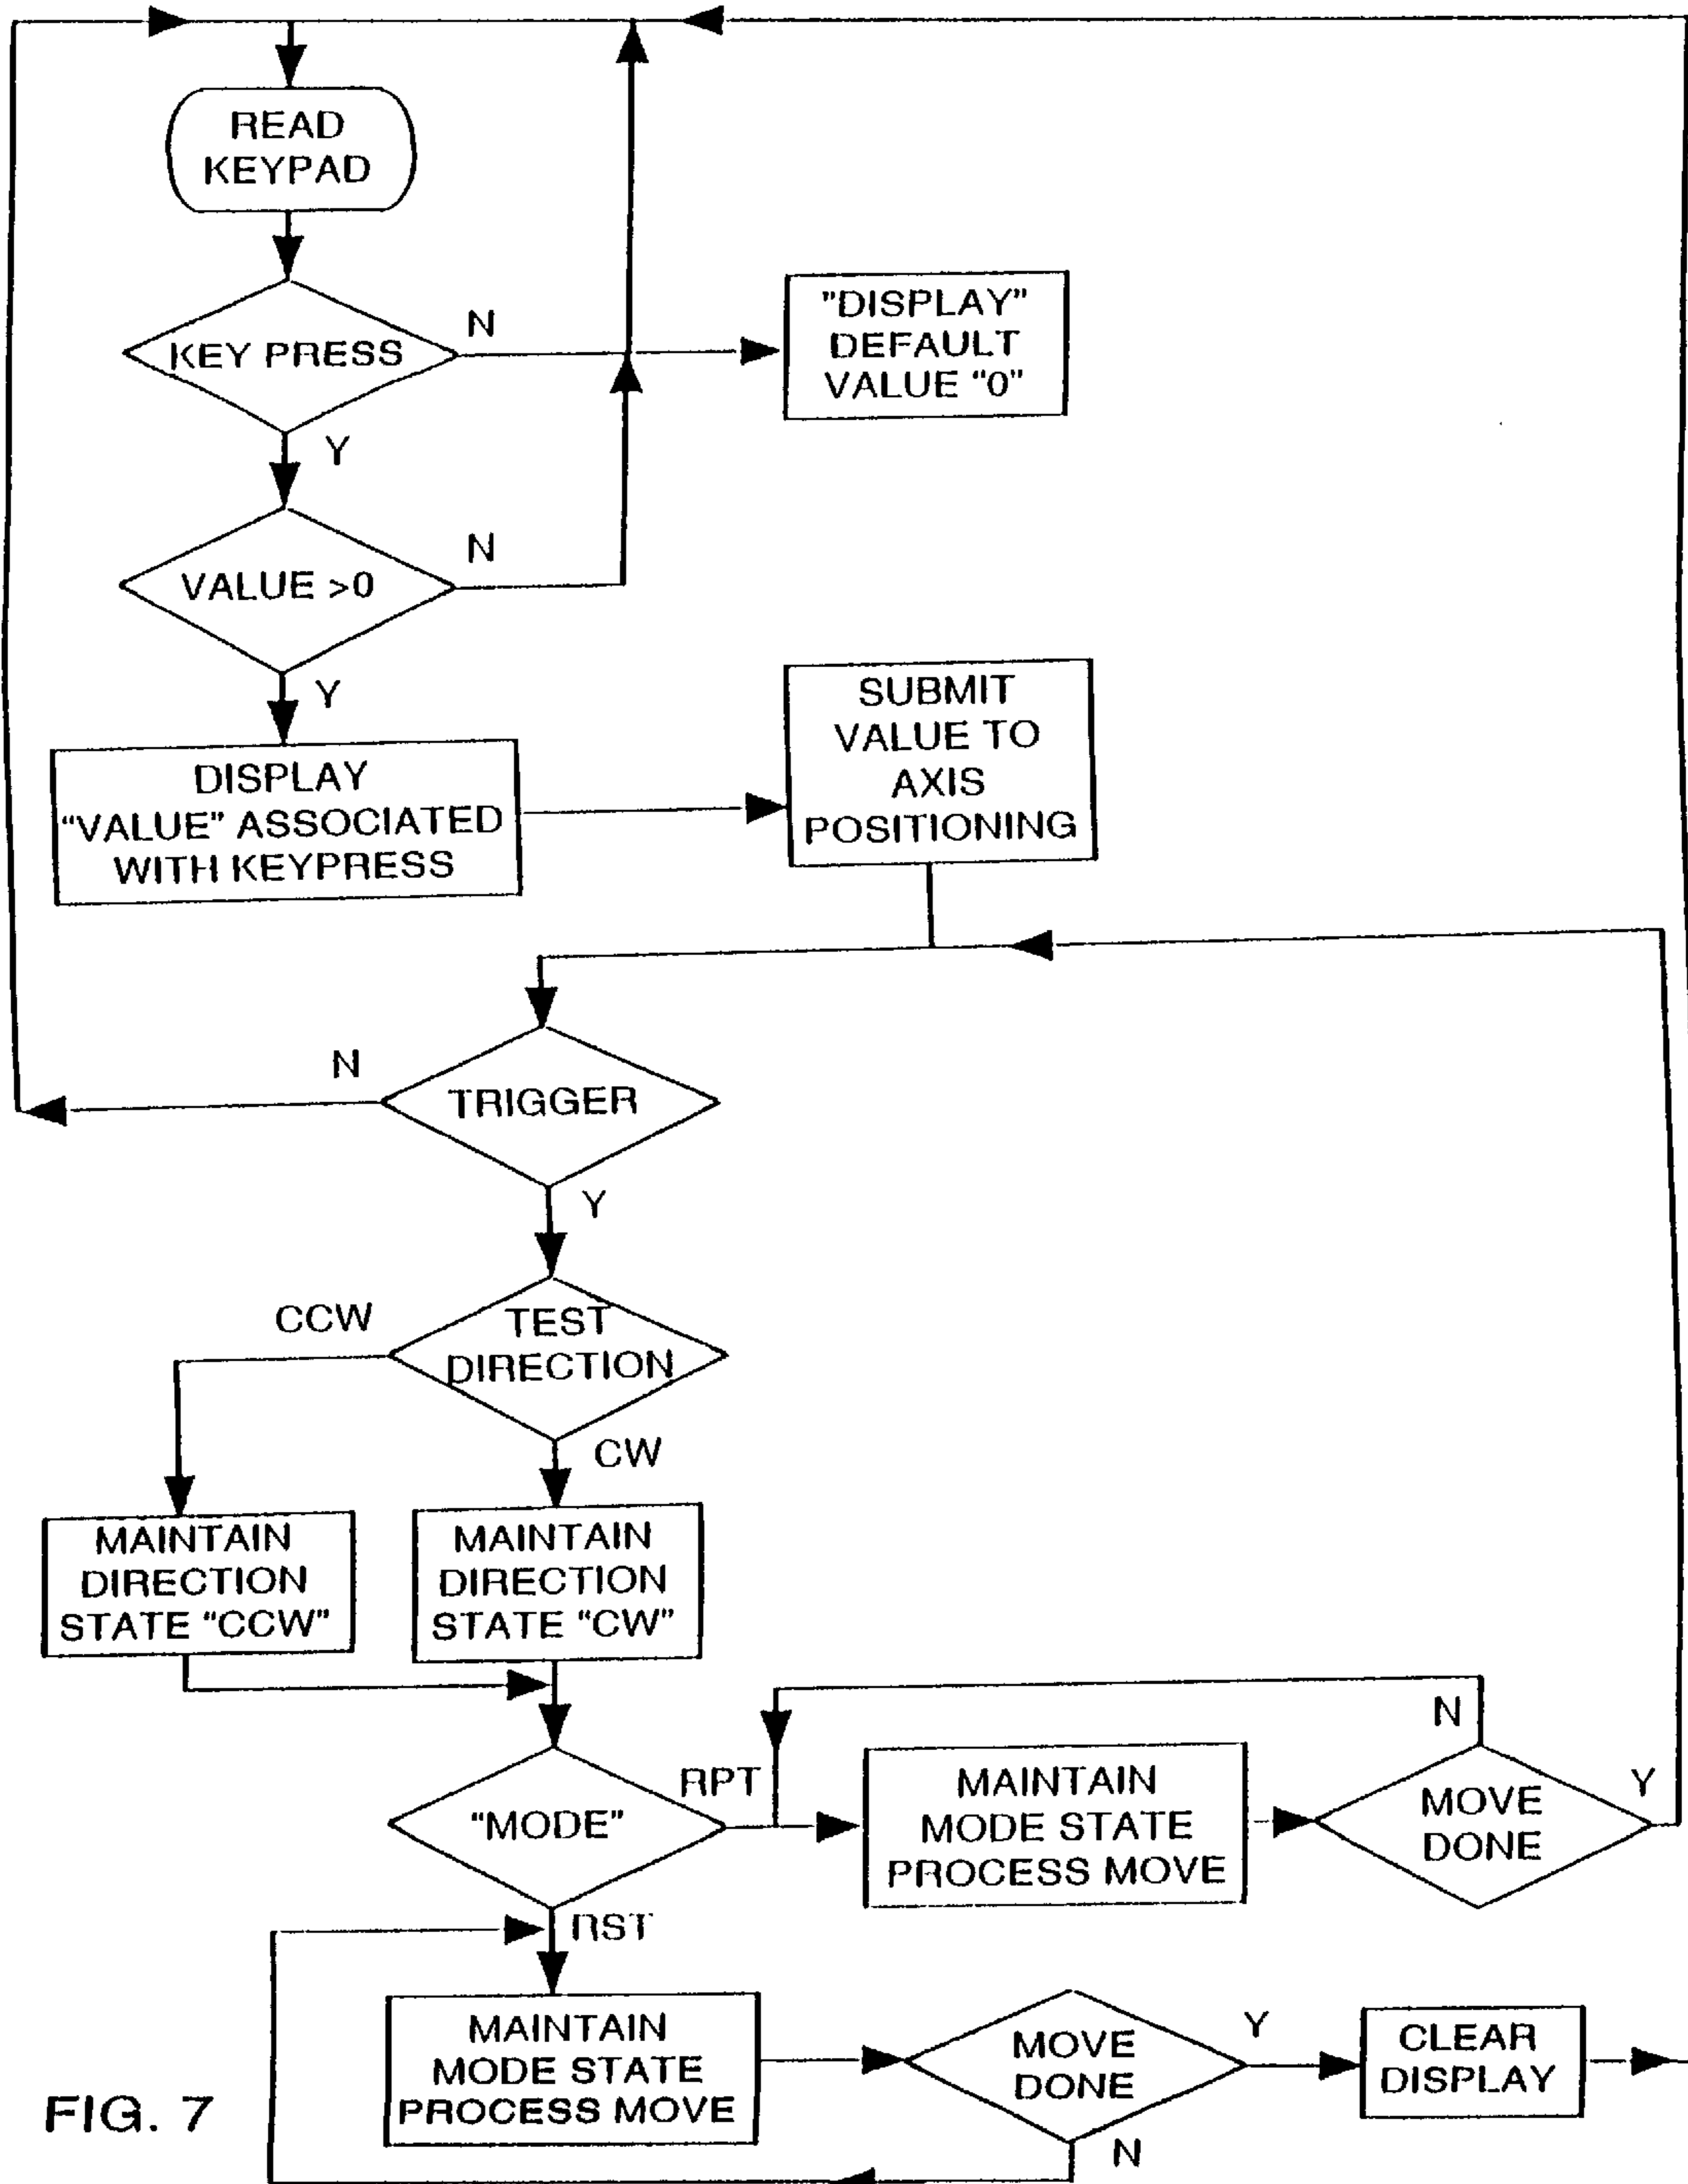 READ
KEYPAD
KEY PRESS
N
"DISPLAY"
DEFAULT
VALUE "0"
Y
VALUE >0
N
Y
DISPLAY
"VALUE" ASSOCIATED
WITH KEYPRESS
SUBMIT
VALUE TO
AXIS
POSITIONING
N
TRIGGER
Y
CCW
TEST
DIRECTION
CW
MAINTAIN
DIRECTION
STATE "CCW"
MAINTAIN
DIRECTION
STATE "CW"
"MODE"
RPT
MAINTAIN
MODE STATE
PROCESS MOVE
N
MOVE
DONE
Y
RST
MAINTAIN
MODE STATE
PROCESS MOVE
MOVE
DONE
Y
N
CLEAR
DISPLAY
FIG. 7